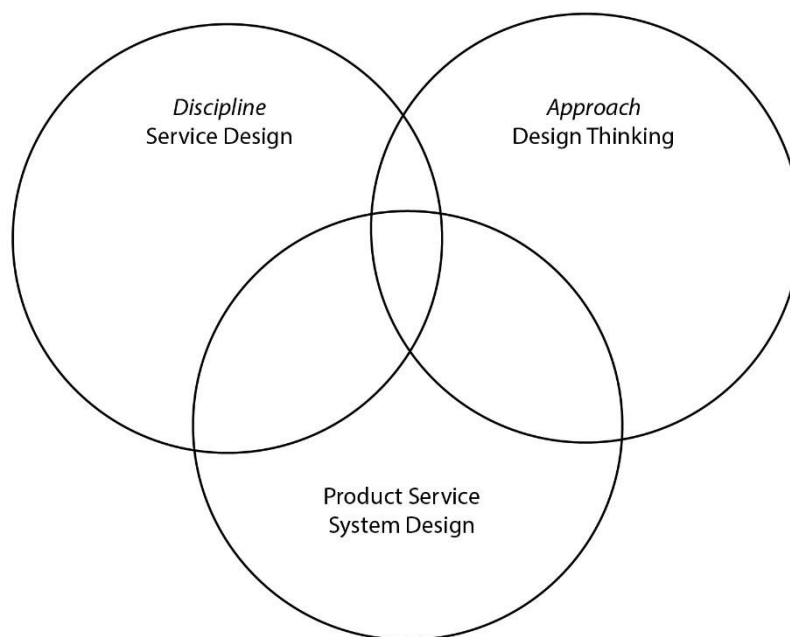 Discipline
Service Design
Approach
Design Thinking
Product Service
System Design